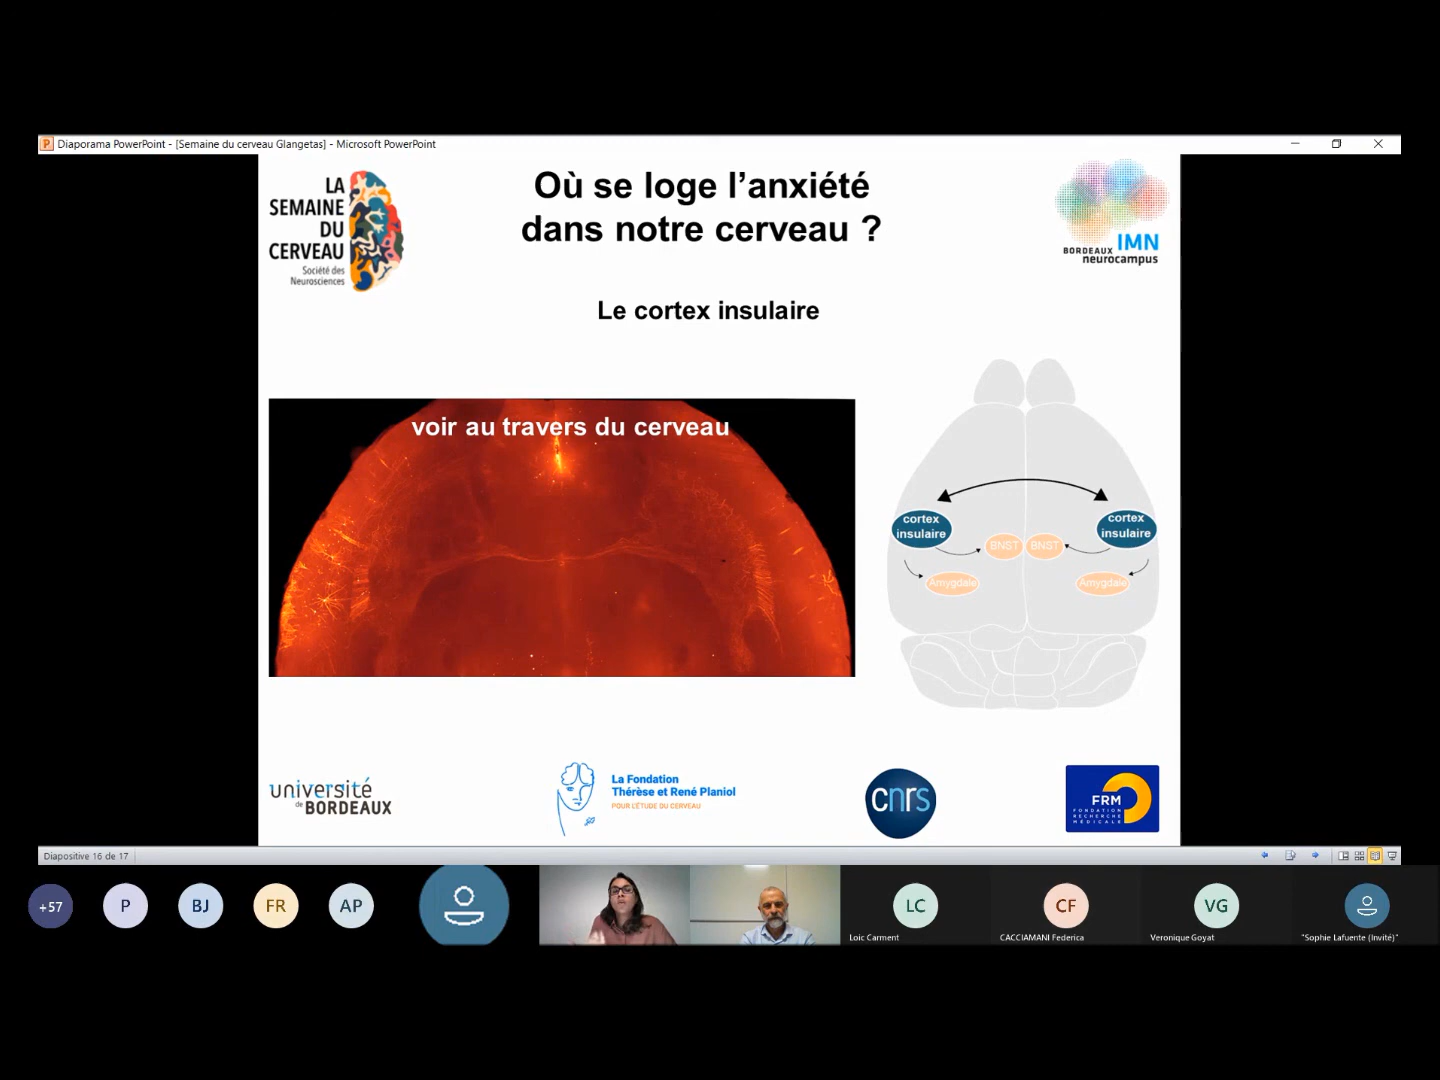 Diaporama PowerPoint - [Semaine du cerveau Glangetas] - Microsoft PowerPoint
LA
SEMAINE
DU
CERVEAU
Société des
Neurosciences
Où se loge l'anxiété
dans notre cerveau ?
BORDEAUX IMN
neurocampus
Le cortex insulaire
voir au travers du cerveau
cortex
insulaire
cortex
insulaire
BNST
BNST
Amygdale
Amygdale
université
de BORDEAUX
La Fondation
Thérèse et René Planiol
POUR L'ÉTUDE DU CERVEAU
cnrs
FRM
FONDATION
RECHERCHE
MÉDICALE
Diapositive 16 de 17
+57
P
BJ
FR
AP
LC
CF
VG
Loic Carment
CACCIAMANI Federica
Veronique Goyat
"Sophie Lafuente (Invité)"